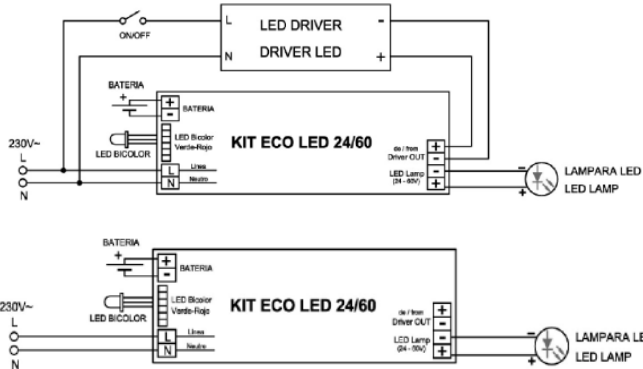 L LED DRIVER -
ON/OFF
N DRIVER LED +
BATERIA
+
+ BATERIA
-
KIT ECO LED 24/60
LED Bicolor
Verde-Rojo
LED BICOLOR
230V~
L
N
L Línea
N Neutro
de / from
Driver OUT
+
-
LED Lamp
(24 - 60V)
-
+
-
+
LAMPARA LED
LED LAMP
BATERIA
+
+ BATERIA
-
KIT ECO LED 24/60
LED Bicolor
Verde-Rojo
LED BICOLOR
230V~
L
N
L Línea
N Neutro
de / from
Driver OUT
+
-
LED Lamp
(24 - 60V)
-
+
-
+
LAMPARA LE
LED LAMP